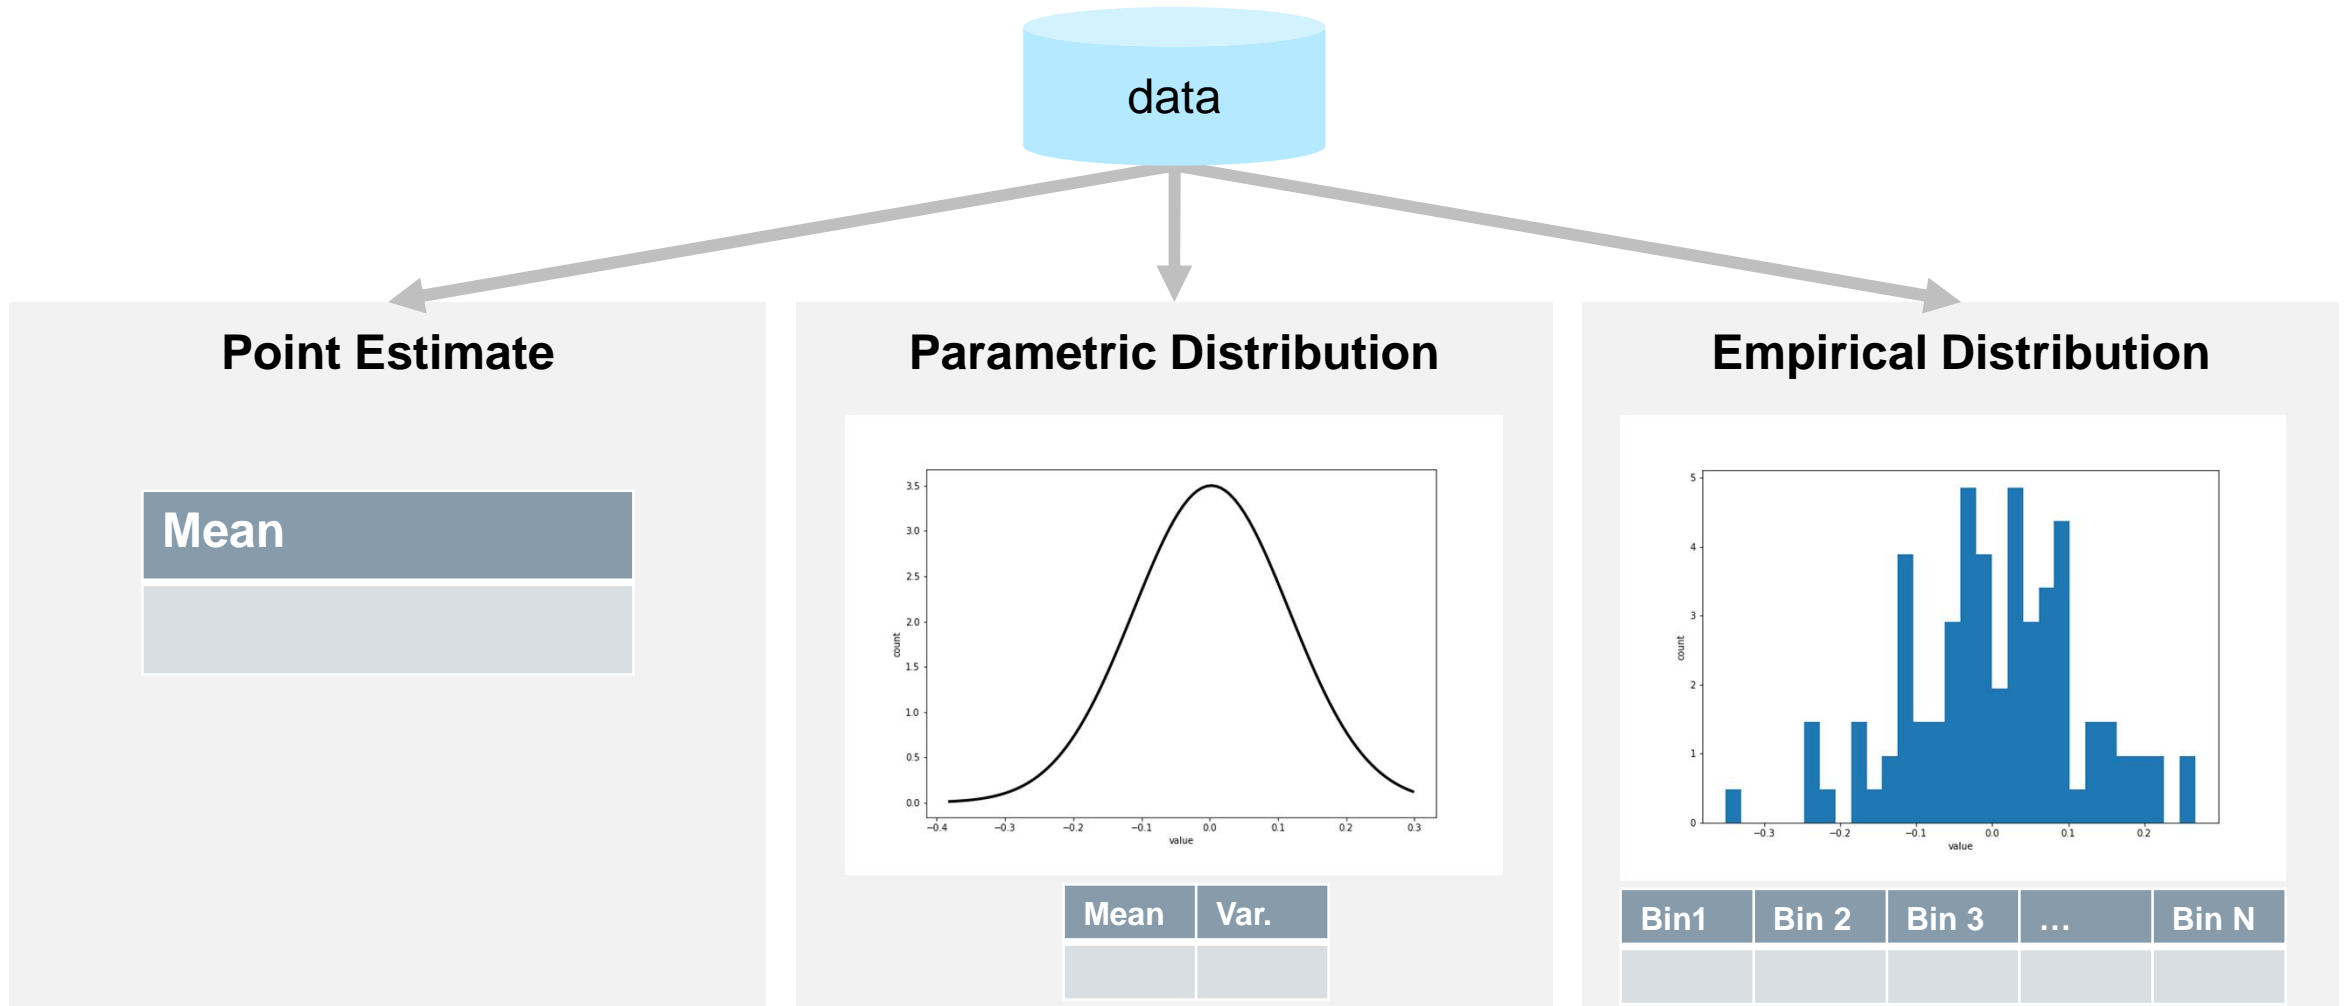 data
Point Estimate
Mean
Parametric Distribution
3.5
3.0
2.5
2.0
1.5
1.0
0.5
0.0
count
−0.4 −0.3 −0.2 −0.1 0.0 0.1 0.2 0.3
value
Mean Var.
Empirical Distribution
5
4
3
2
1
0
count
−0.3 −0.2 −0.1 0.0 0.1 0.2
value
Bin1 Bin 2 Bin 3 … Bin N